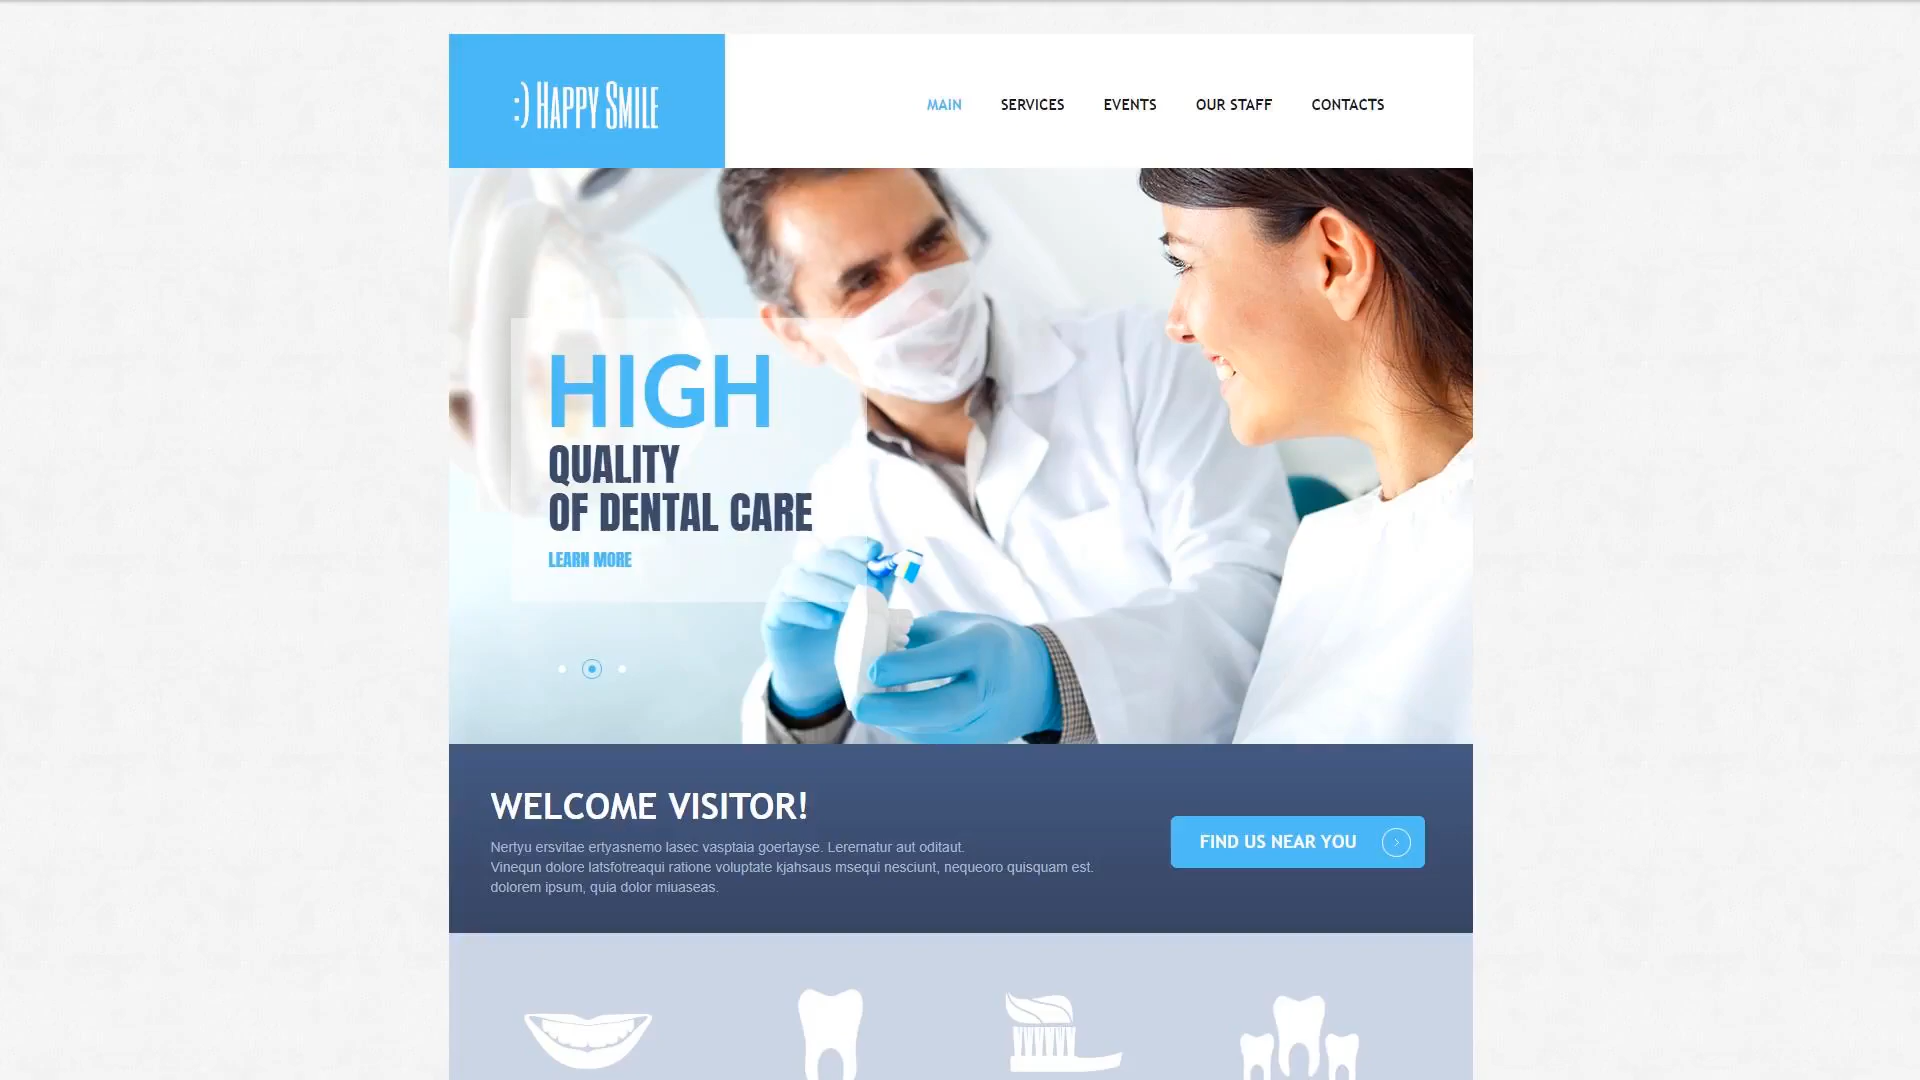 :) HAPPY SMILE
MAIN SERVICES EVENTS OUR STAFF CONTACTS
HIGH
QUALITY
OF DENTAL CARE
LEARN MORE
WELCOME VISITOR!
Nertyu ersvitae ertyasnemo lasec vasptaia goertayse. Lerernatur aut oditaut.
Vinequn dolore latsfotreaqui ratione voluptate kjahsaus msequi nesciunt, nequeoro quisquam est.
dolorem ipsum, quia dolor miuaseas.
FIND US NEAR YOU